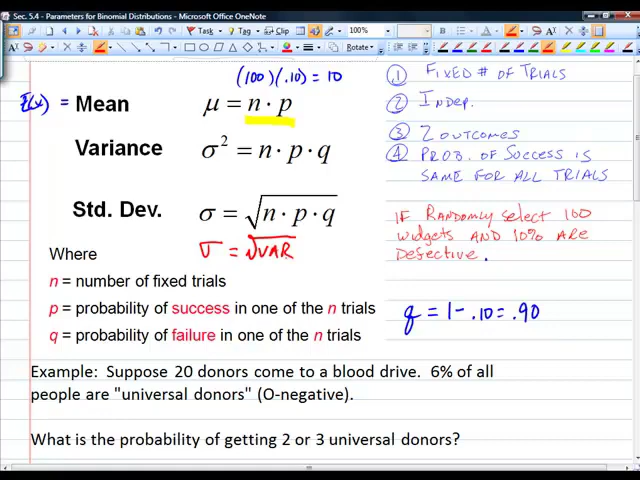 Sec. 5.4 - Parameters for Binomial Distributions - Microsoft Office OneNote
Task
100%
Rotate
(100)(.10) = 10
E(x) = Mean μ = n · p
Variance σ² = n · p · q
Std. Dev. σ = √n · p · q
σ = √VAR
Where
n = number of fixed trials
p = probability of success in one of the n trials
q = probability of failure in one of the n trials
① FIXED # OF TRIALS
② INDEP.
③ 2 OUTCOMES
④ PROB. OF SUCCESS IS
SAME FOR ALL TRIALS
IF RANDOMLY SELECT 100
WIDGETS AND 10% ARE
DEFECTIVE.
q = 1 - .10 = .90
Example: Suppose 20 donors come to a blood drive. 6% of all
people are "universal donors" (O-negative).
What is the probability of getting 2 or 3 universal donors?